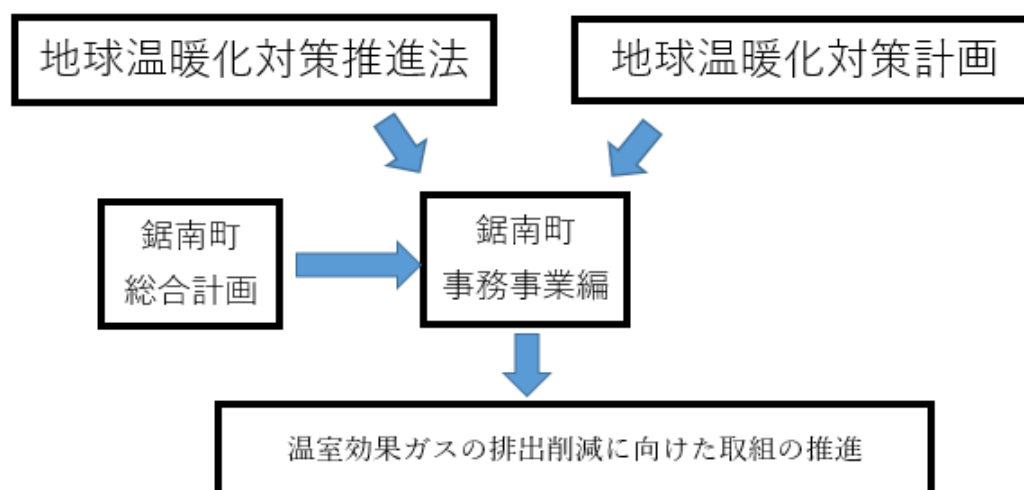 地球温暖化対策推進法
地球温暖化対策計画
鋸南町
総合計画
鋸南町
事務事業編
温室効果ガスの排出削減に向けた取組の推進